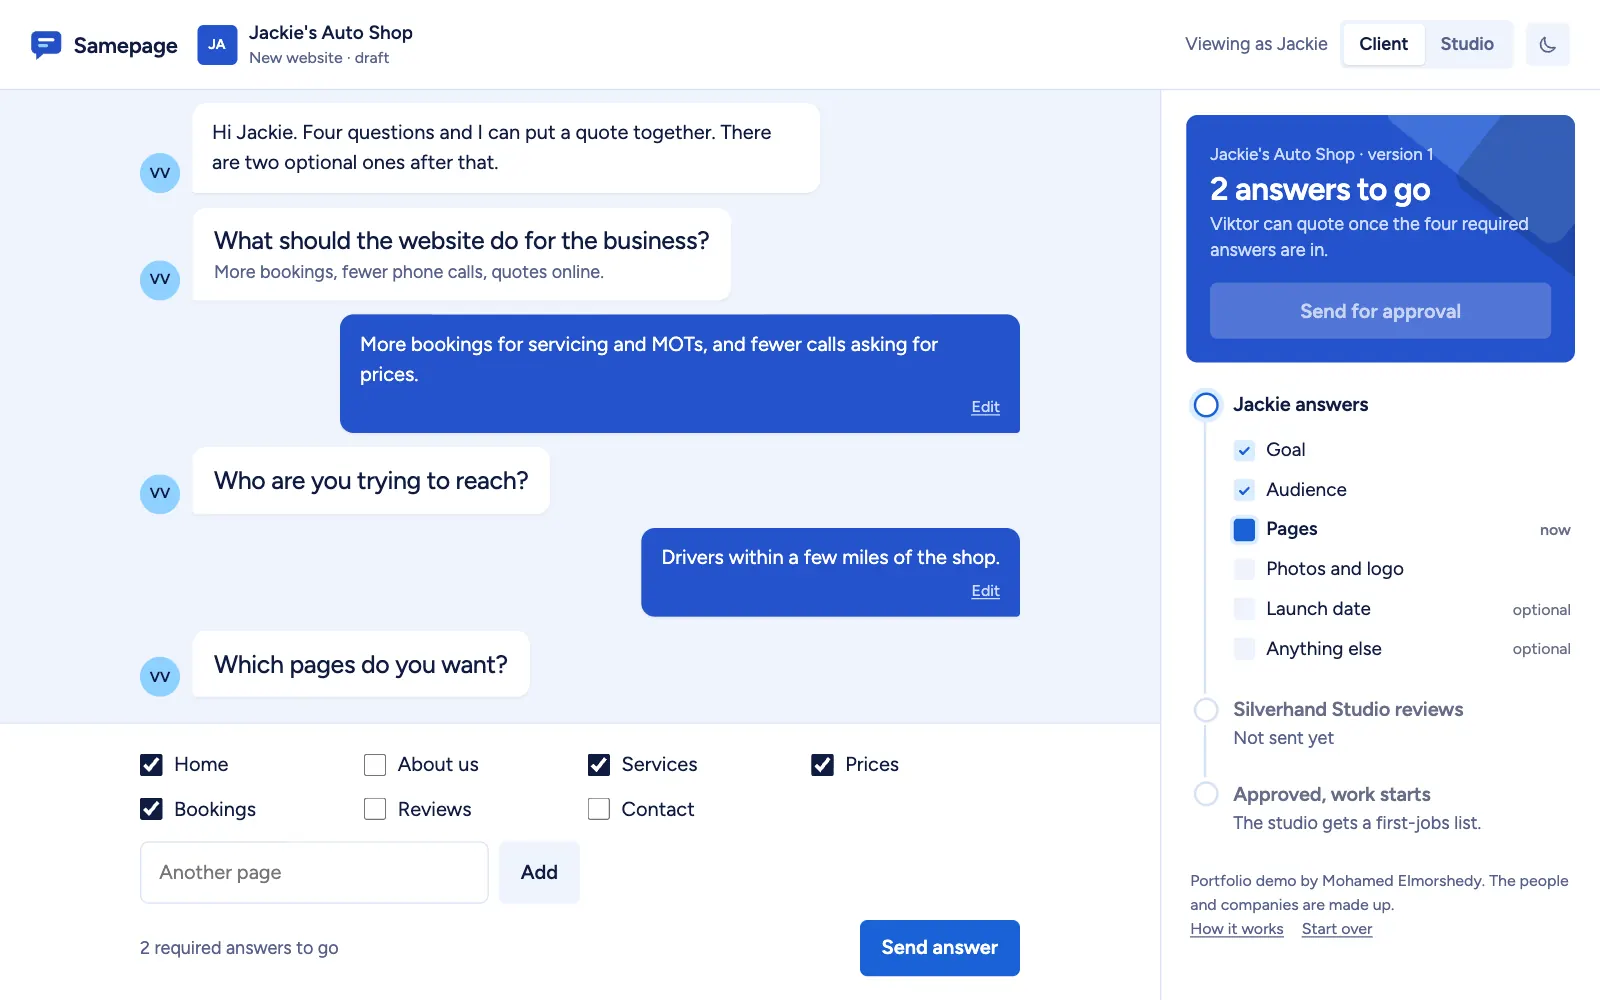 Samepage
JA
Jackie's Auto Shop
New website · draft
Viewing as Jackie
Client
Studio
Hi Jackie. Four questions and I can put a quote together. There
are two optional ones after that.
VV
What should the website do for the business?
More bookings, fewer phone calls, quotes online.
VV
More bookings for servicing and MOTs, and fewer calls asking for
prices.
Edit
Who are you trying to reach?
VV
Drivers within a few miles of the shop.
Edit
Which pages do you want?
VV
Home
About us
Services
Prices
Bookings
Reviews
Contact
Another page
Add
2 required answers to go
Send answer
Jackie's Auto Shop · version 1
2 answers to go
Viktor can quote once the four required
answers are in.
Send for approval
Jackie answers
Goal
Audience
Pages
now
Photos and logo
Launch date
optional
Anything else
optional
Silverhand Studio reviews
Not sent yet
Approved, work starts
The studio gets a first-jobs list.
Portfolio demo by Mohamed Elmorshedy. The people
and companies are made up.
How it works
Start over